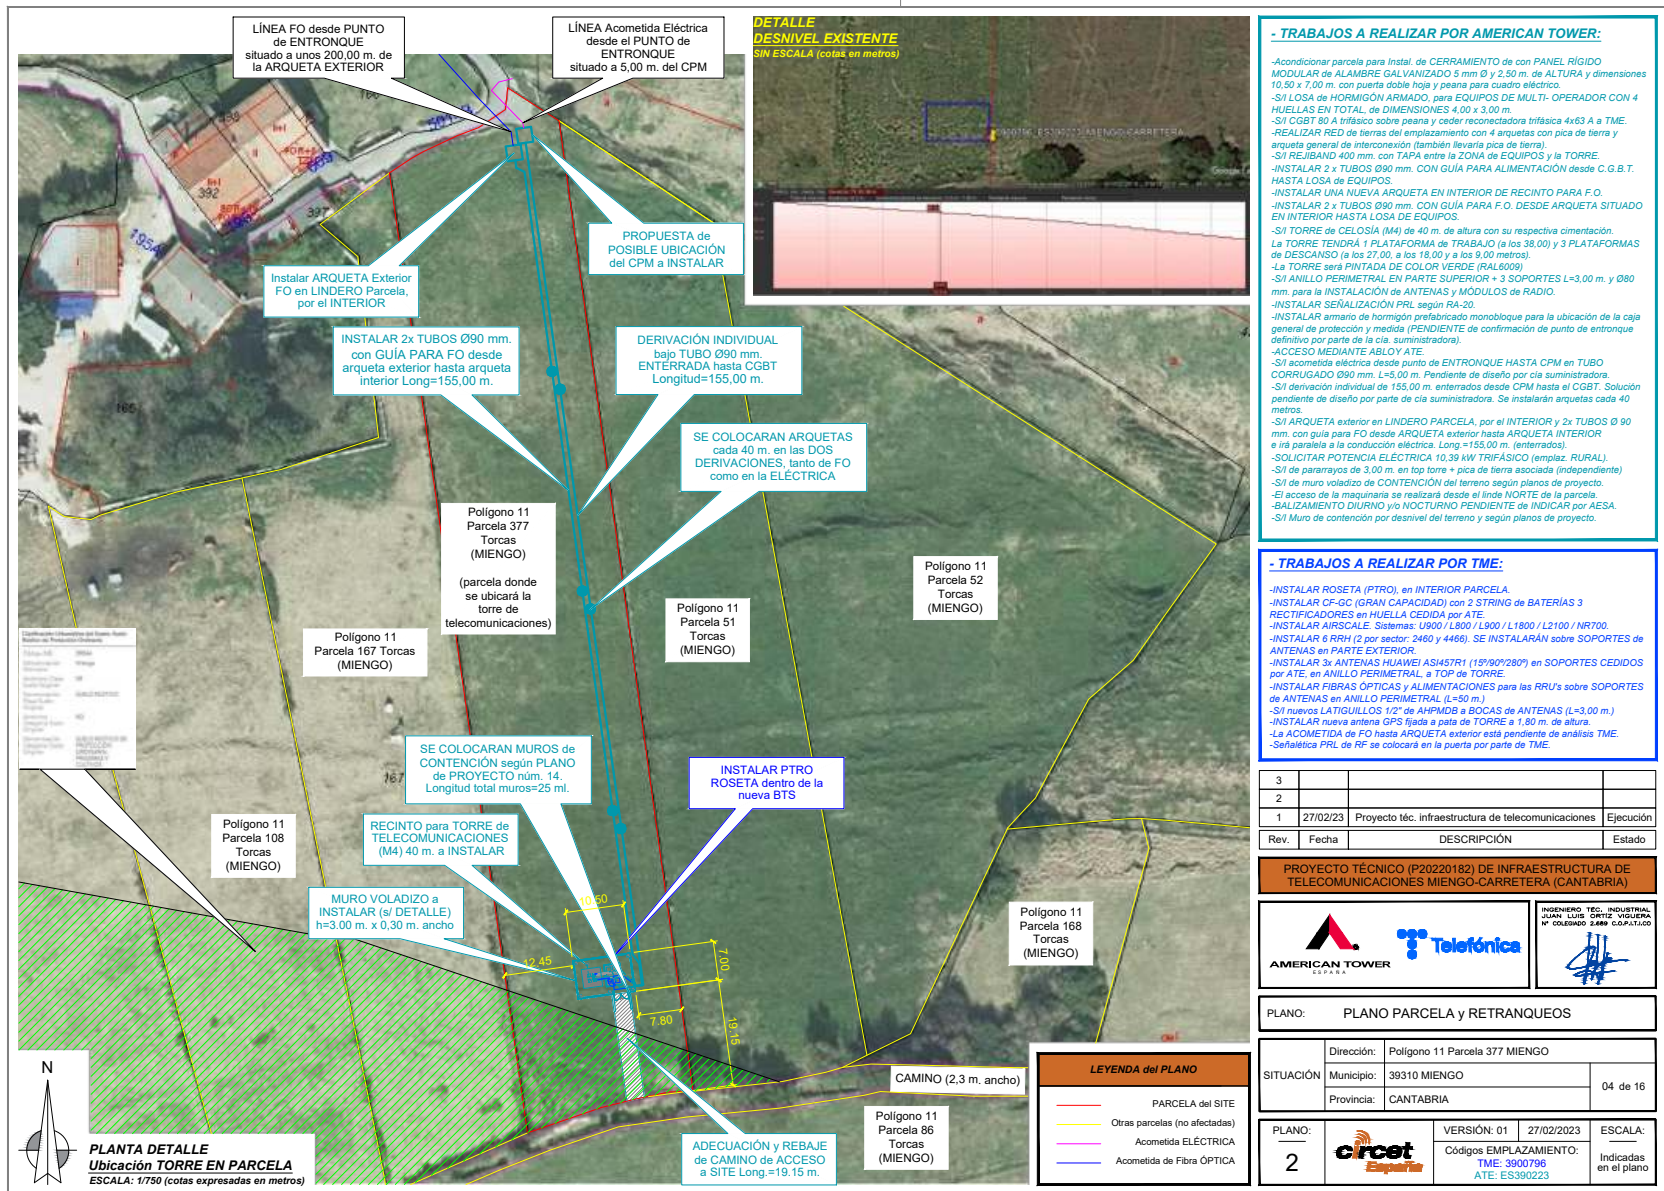 LÍNEA FO desde PUNTO
de ENTRONQUE
situado a unos 200,00 m. de
la ARQUETA EXTERIOR
LÍNEA Acometida Eléctrica
desde el PUNTO de
ENTRONQUE
situado a 5,00 m. del CPM
DETALLE
DESNIVEL EXISTENTE
SIN ESCALA (cotas en metros)
PROPUESTA de
POSIBLE UBICACIÓN
del CPM a INSTALAR
Instalar ARQUETA Exterior
FO en LINDERO Parcela,
por el INTERIOR
INSTALAR 2x TUBOS Ø90 mm.
con GUÍA PARA FO desde
arqueta exterior hasta arqueta
interior Long=155,00 m.
DERIVACIÓN INDIVIDUAL
bajo TUBO Ø90 mm.
ENTERRADA hasta CGBT
Longitud=155,00 m.
SE COLOCARAN ARQUETAS
cada 40 m. en las DOS
DERIVACIONES, tanto de FO
como en la ELÉCTRICA
392
397
1954
165
167
Polígono 11
Parcela 377
Torcas
(MIENGO)
(parcela donde
se ubicará la
torre de
telecomunicaciones)
Polígono 11
Parcela 52
Torcas
(MIENGO)
Polígono 11
Parcela 51
Torcas
(MIENGO)
Polígono 11
Parcela 167 Torcas
(MIENGO)
SE COLOCARAN MUROS de
CONTENCIÓN según PLANO
de PROYECTO núm. 14.
Longitud total muros=25 ml.
INSTALAR PTRO
ROSETA dentro de la
nueva BTS
Polígono 11
Parcela 108
Torcas
(MIENGO)
RECINTO para TORRE de
TELECOMUNICACIONES
(M4) 40 m. a INSTALAR
MURO VOLADIZO a
INSTALAR (s/ DETALLE)
h=3.00 m. x 0,30 m. ancho
10.50
12.45
7.00
7.80
19.15
Polígono 11
Parcela 168
Torcas
(MIENGO)
CAMINO (2,3 m. ancho)
Polígono 11
Parcela 86
Torcas
(MIENGO)
ADECUACIÓN y REBAJE
de CAMINO de ACCESO
a SITE Long.=19.15 m.
N
PLANTA DETALLE
Ubicación TORRE EN PARCELA
ESCALA: 1/750 (cotas expresadas en metros)
LEYENDA del PLANO
PARCELA del SITE
Otras parcelas (no afectadas)
Acometida ELÉCTRICA
Acometida de Fibra ÓPTICA
- TRABAJOS A REALIZAR POR AMERICAN TOWER:
-Acondicionar parcela para Instal. de CERRAMIENTO de con PANEL RÍGIDO
MODULAR de ALAMBRE GALVANIZADO 5 mm Ø y 2,50 m. de ALTURA y dimensiones
10,50 x 7,00 m. con puerta doble hoja y peana para cuadro eléctrico.
-S/I LOSA de HORMIGÓN ARMADO, para EQUIPOS DE MULTI- OPERADOR CON 4
HUELLAS EN TOTAL, de DIMENSIONES 4,00 x 3,00 m.
-S/I CGBT 80 A trifásico sobre peana y ceder reconectadora trifásica 4x63 A a TME.
-REALIZAR RED de tierras del emplazamiento con 4 arquetas con pica de tierra y
arqueta general de interconexión (también llevaría pica de tierra).
-S/I REJIBAND 400 mm. con TAPA entre la ZONA de EQUIPOS y la TORRE.
-INSTALAR 2 x TUBOS Ø90 mm. CON GUÍA PARA ALIMENTACIÓN desde C.G.B.T.
HASTA LOSA de EQUIPOS.
-INSTALAR UNA NUEVA ARQUETA EN INTERIOR DE RECINTO PARA F.O.
-INSTALAR 2 x TUBOS Ø90 mm. CON GUÍA PARA F.O. DESDE ARQUETA SITUADO
EN INTERIOR HASTA LOSA DE EQUIPOS.
-S/I TORRE de CELOSÍA (M4) de 40 m. de altura con su respectiva cimentación.
La TORRE TENDRÁ 1 PLATAFORMA de TRABAJO (a los 38,00) y 3 PLATAFORMAS
de DESCANSO (a los 27,00, a los 18,00 y a los 9,00 metros).
-La TORRE será PINTADA DE COLOR VERDE (RAL6009)
-S/I ANILLO PERIMETRAL EN PARTE SUPERIOR + 3 SOPORTES L=3,00 m. y Ø80
mm. para la INSTALACIÓN de ANTENAS y MÓDULOS de RADIO.
-INSTALAR SEÑALIZACIÓN PRL según RA-20.
-INSTALAR armario de hormigón prefabricado monobloque para la ubicación de la caja
general de protección y medida (PENDIENTE de confirmación de punto de entronque
definitivo por parte de la cía. suministradora).
-ACCESO MEDIANTE ABLOY ATE.
-S/I acometida eléctrica desde punto de ENTRONQUE HASTA CPM en TUBO
CORRUGADO Ø90 mm. L=5,00 m. Pendiente de diseño por cía suministradora.
-S/I derivación individual de 155,00 m. enterrados desde CPM hasta el CGBT. Solución
pendiente de diseño por parte de cía suministradora. Se instalarán arquetas cada 40
metros.
-S/I ARQUETA exterior en LINDERO PARCELA, por el INTERIOR y 2x TUBOS Ø 90
mm. con guía para FO desde ARQUETA exterior hasta ARQUETA INTERIOR
e irá paralela a la conducción eléctrica. Long.=155,00 m. (enterrados).
-SOLICITAR POTENCIA ELÉCTRICA 10,39 kW TRIFÁSICO (emplaz. RURAL).
-S/I de pararrayos de 3,00 m. en top torre + pica de tierra asociada (independiente)
-S/I de muro voladizo de CONTENCIÓN del terreno según planos de proyecto.
-El acceso de la maquinaria se realizará desde el linde NORTE de la parcela.
-BALIZAMIENTO DIURNO y/o NOCTURNO PENDIENTE de INDICAR por AESA.
-S/I Muro de contención por desnivel del terreno y según planos de proyecto.
- TRABAJOS A REALIZAR POR TME:
-INSTALAR ROSETA (PTRO), en INTERIOR PARCELA.
-INSTALAR CF-GC (GRAN CAPACIDAD) con 2 STRING de BATERÍAS 3
RECTIFICADORES en HUELLA CEDIDA por ATE.
-INSTALAR AIRSCALE. Sistemas: U900 / L800 / L900 / L1800 / L2100 / NR700.
-INSTALAR 6 RRH (2 por sector: 2460 y 4466). SE INSTALARÁN sobre SOPORTES de
ANTENAS en PARTE EXTERIOR.
-INSTALAR 3x ANTENAS HUAWEI ASI457R1 (15º/90º/280º) en SOPORTES CEDIDOS
por ATE, en ANILLO PERIMETRAL, a TOP de TORRE.
-INSTALAR FIBRAS ÓPTICAS y ALIMENTACIONES para las RRU's sobre SOPORTES
de ANTENAS en ANILLO PERIMETRAL (L=50 m.)
-S/I nuevos LATIGUILLOS 1/2" de AHPMDB a BOCAS de ANTENAS (L=3,00 m.)
-INSTALAR nueva antena GPS fijada a pata de TORRE a 1,80 m. de altura.
-La ACOMETIDA de FO hasta ARQUETA exterior está pendiente de análisis TME.
-Señalética PRL de RF se colocará en la puerta por parte de TME.
3
2
1 27/02/23 Proyecto téc. infraestructura de telecomunicaciones Ejecución
Rev. Fecha DESCRIPCIÓN Estado
PROYECTO TÉCNICO (P20220182) DE INFRAESTRUCTURA DE
TELECOMUNICACIONES MIENGO-CARRETERA (CANTABRIA)
AMERICAN TOWER
ESPAÑA
Telefónica
INGENIERO TÉC. INDUSTRIAL
JUAN LUIS ORTÍZ VIGUERA
Nº COLEGIADO 2.689 C.O.P.I.T.I.CO
PLANO: PLANO PARCELA y RETRANQUEOS
SITUACIÓN
Dirección: Polígono 11 Parcela 377 MIENGO
Municipio: 39310 MIENGO
Provincia: CANTABRIA
04 de 16
PLANO:
2
circet
España
VERSIÓN: 01 27/02/2023
Códigos EMPLAZAMIENTO:
TME: 3900796
ATE: ES390223
ESCALA:
Indicadas
en el plano